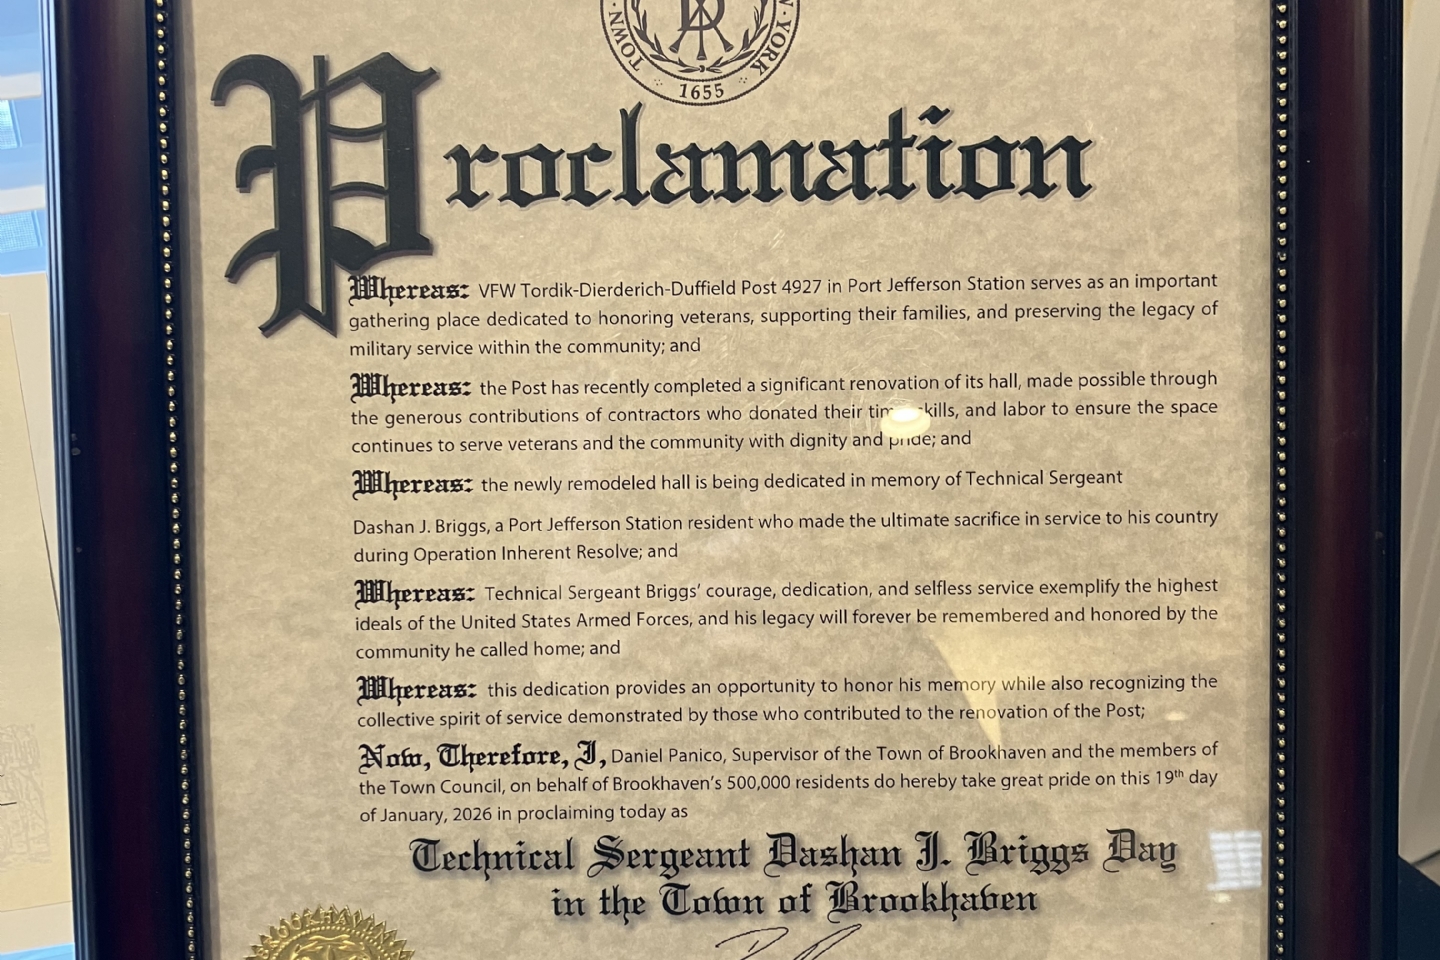 TOWN YORK
1655
Proclamation
Whereas: VFW Tordik-Dierderich-Duffield Post 4927 in Port Jefferson Station serves as an important
gathering place dedicated to honoring veterans, supporting their families, and preserving the legacy of
military service within the community; and
Whereas: the Post has recently completed a significant renovation of its hall, made possible through
the generous contributions of contractors who donated their time, skills, and labor to ensure the space
continues to serve veterans and the community with dignity and pride; and
Whereas: the newly remodeled hall is being dedicated in memory of Technical Sergeant
Dashan J. Briggs, a Port Jefferson Station resident who made the ultimate sacrifice in service to his country
during Operation Inherent Resolve; and
Whereas: Technical Sergeant Briggs’ courage, dedication, and selfless service exemplify the highest
ideals of the United States Armed Forces, and his legacy will forever be remembered and honored by the
community he called home; and
Whereas: this dedication provides an opportunity to honor his memory while also recognizing the
collective spirit of service demonstrated by those who contributed to the renovation of the Post;
Now, Therefore, I, Daniel Panico, Supervisor of the Town of Brookhaven and the members of
the Town Council, on behalf of Brookhaven’s 500,000 residents do hereby take great pride on this 19th day
of January, 2026 in proclaiming today as
Technical Sergeant Dashan J. Briggs Day
in the Town of Brookhaven
BROOKHAVEN